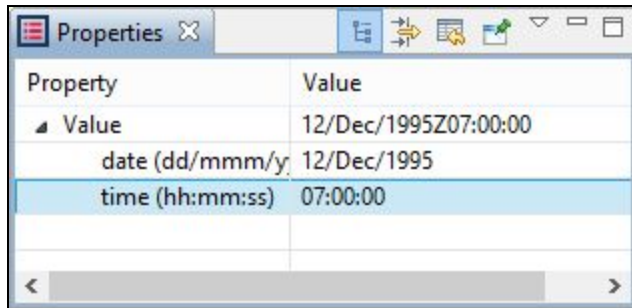 Properties
Property Value
Value 12/Dec/1995Z07:00:00
date (dd/mmm/y 12/Dec/1995
time (hh:mm:ss) 07:00:00